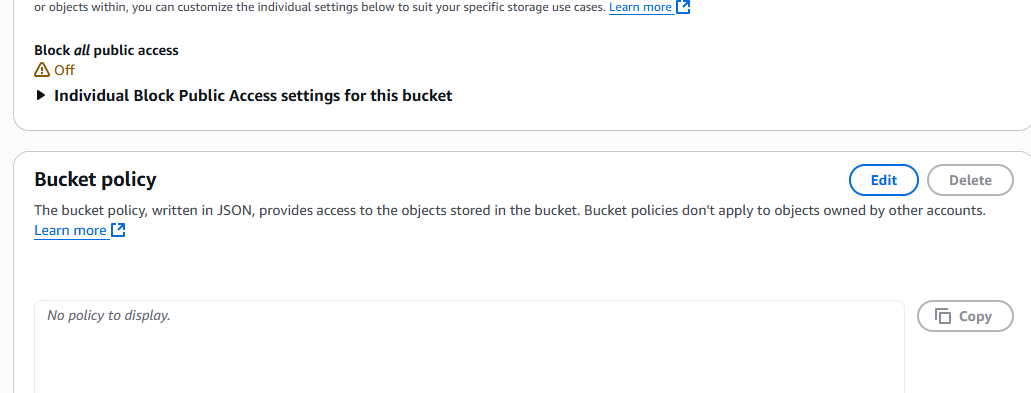 or objects within, you can customize the individual settings below to suit your specific storage use cases. Learn more
Block all public access
Off
Individual Block Public Access settings for this bucket
Bucket policy
Edit
Delete
The bucket policy, written in JSON, provides access to the objects stored in the bucket. Bucket policies don't apply to objects owned by other accounts.
Learn more
No policy to display.
Copy